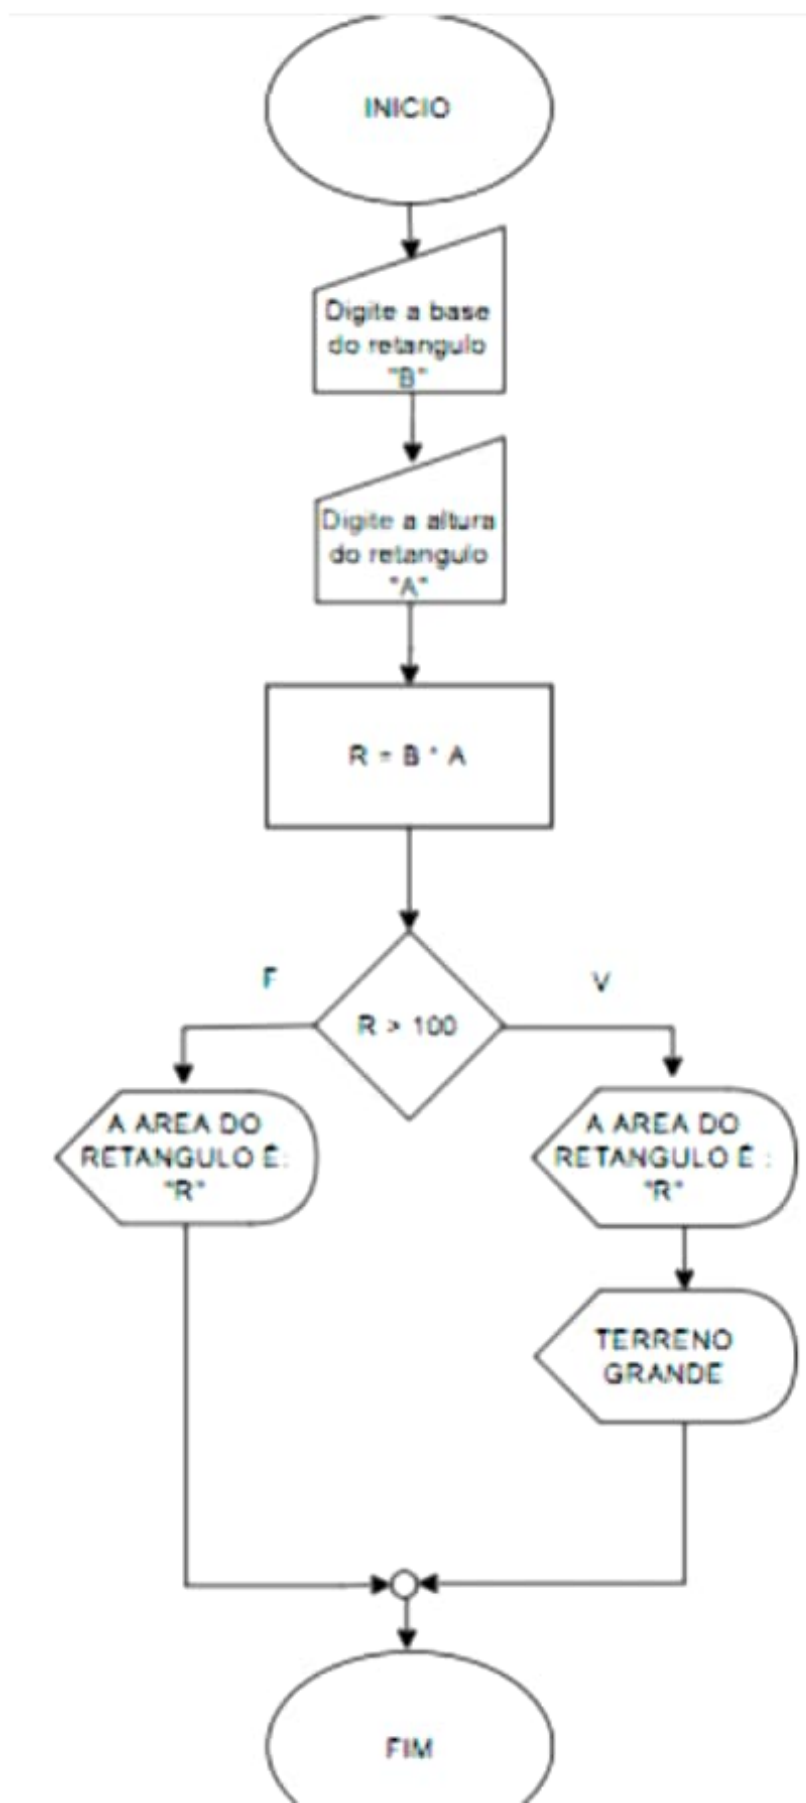 INICIO
Digite a base
do retangulo
"B"
Digite a altura
do retangulo
"A"
R = B * A
F
V
R > 100
A AREA DO
RETANGULO É:
"R"
A AREA DO
RETANGULO É :
"R"
TERRENO
GRANDE
FIM